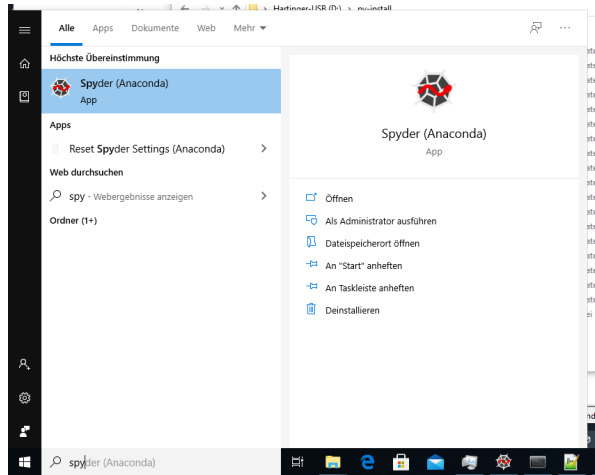 Hartinger-USB (D:) › py-install
Alle Apps Dokumente Web Mehr
Höchste Übereinstimmung
Spyder (Anaconda)
App
Apps
Reset Spyder Settings (Anaconda)
Web durchsuchen
spy - Webergebnisse anzeigen
Ordner (1+)
Spyder (Anaconda)
App
Öffnen
Als Administrator ausführen
Dateispeicherort öffnen
An "Start" anheften
An Taskleiste anheften
Deinstallieren
spyder (Anaconda)